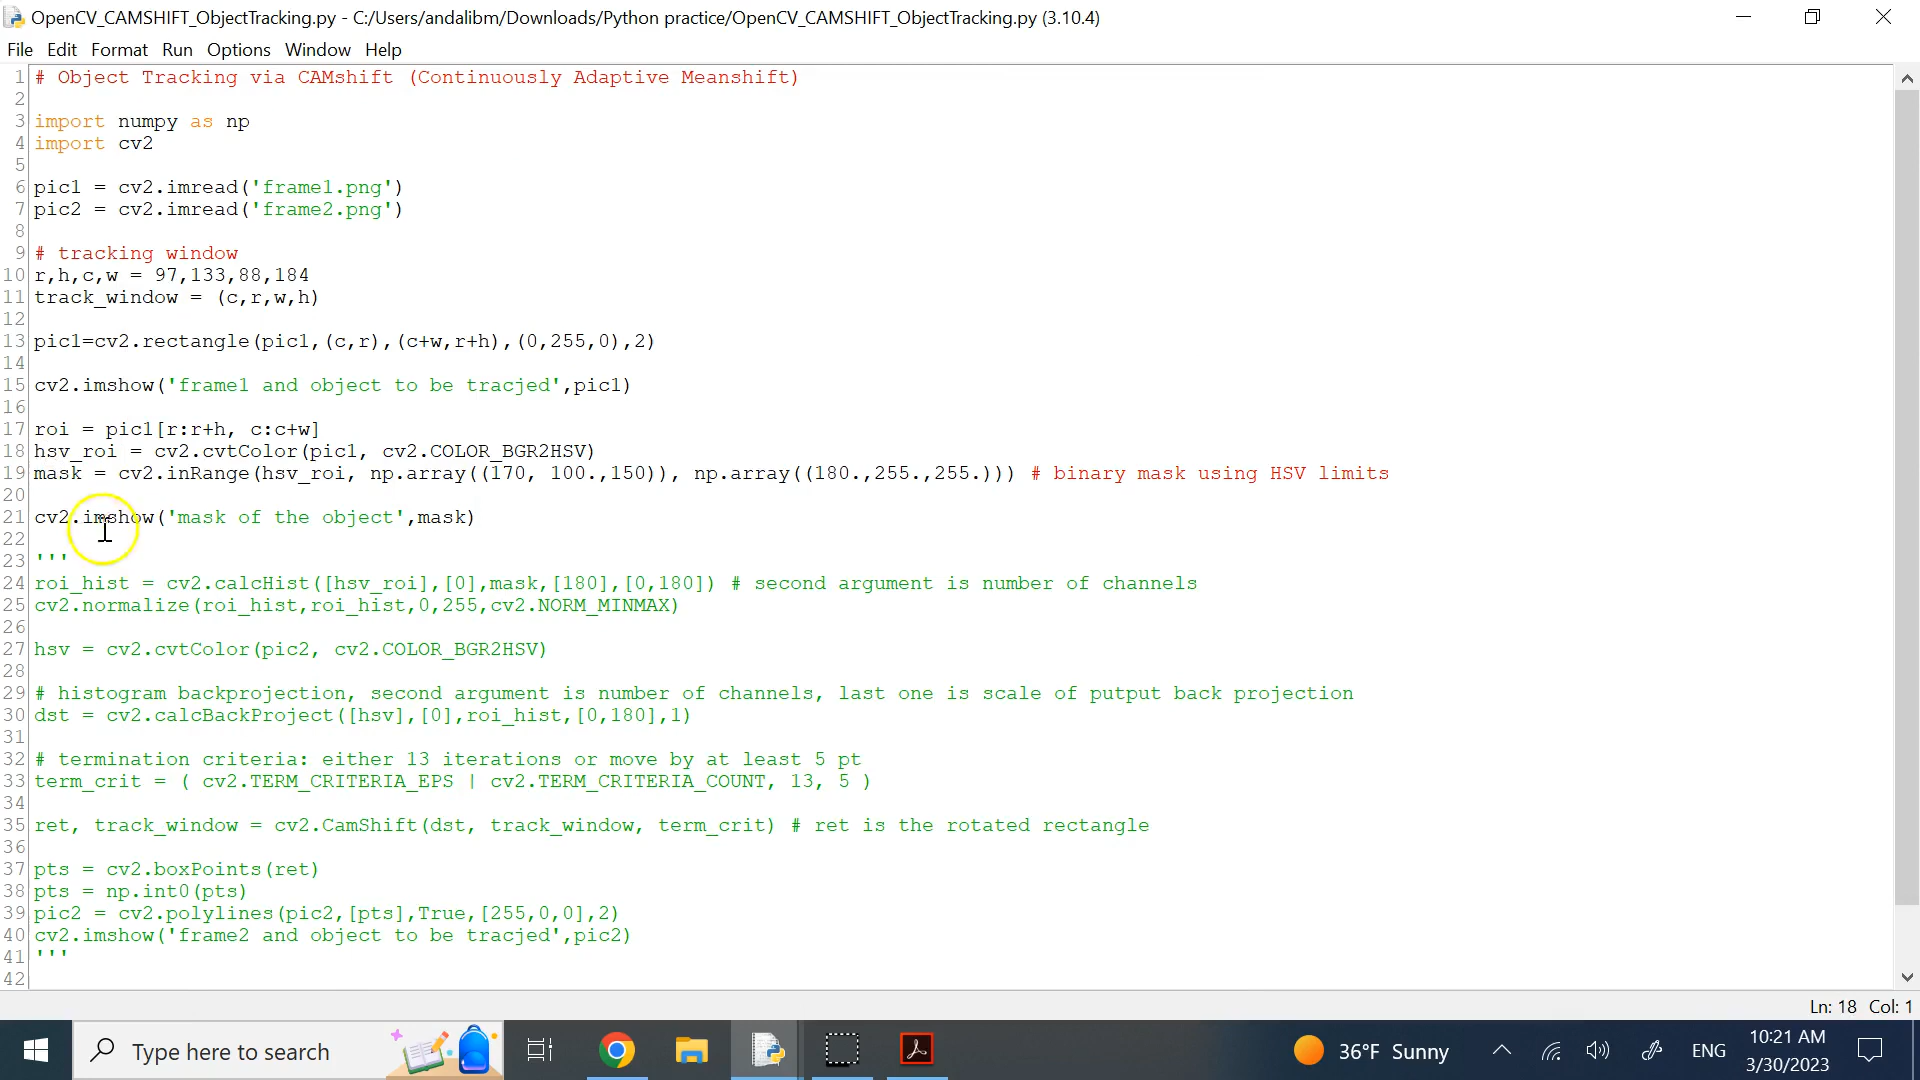 OpenCV_CAMSHIFT_ObjectTracking.py - C:/Users/andalibm/Downloads/Python practice/OpenCV_CAMSHIFT_ObjectTracking.py (3.10.4)
File Edit Format Run Options Window Help
1 # Object Tracking via CAMshift (Continuously Adaptive Meanshift)
2
3 import numpy as np
4 import cv2
5
6 pic1 = cv2.imread('frame1.png')
7 pic2 = cv2.imread('frame2.png')
8
9 # tracking window
10 r,h,c,w = 97,133,88,184
11 track_window = (c,r,w,h)
12
13 pic1=cv2.rectangle(pic1,(c,r),(c+w,r+h),(0,255,0),2)
14
15 cv2.imshow('frame1 and object to be tracjed',pic1)
16
17 roi = pic1[r:r+h, c:c+w]
18 hsv_roi = cv2.cvtColor(pic1, cv2.COLOR_BGR2HSV)
19 mask = cv2.inRange(hsv_roi, np.array((170, 100.,150)), np.array((180.,255.,255.))) # binary mask using HSV limits
20
21 cv2.imshow('mask of the object',mask)
22
23 '''
24 roi_hist = cv2.calcHist([hsv_roi],[0],mask,[180],[0,180]) # second argument is number of channels
25 cv2.normalize(roi_hist,roi_hist,0,255,cv2.NORM_MINMAX)
26
27 hsv = cv2.cvtColor(pic2, cv2.COLOR_BGR2HSV)
28
29 # histogram backprojection, second argument is number of channels, last one is scale of putput back projection
30 dst = cv2.calcBackProject([hsv],[0],roi_hist,[0,180],1)
31
32 # termination criteria: either 13 iterations or move by at least 5 pt
33 term_crit = ( cv2.TERM_CRITERIA_EPS | cv2.TERM_CRITERIA_COUNT, 13, 5 )
34
35 ret, track_window = cv2.CamShift(dst, track_window, term_crit) # ret is the rotated rectangle
36
37 pts = cv2.boxPoints(ret)
38 pts = np.int0(pts)
39 pic2 = cv2.polylines(pic2,[pts],True,[255,0,0],2)
40 cv2.imshow('frame2 and object to be tracjed',pic2)
41 '''
42
Ln: 18 Col: 1
Type here to search
36°F Sunny
ENG
10:21 AM
3/30/2023